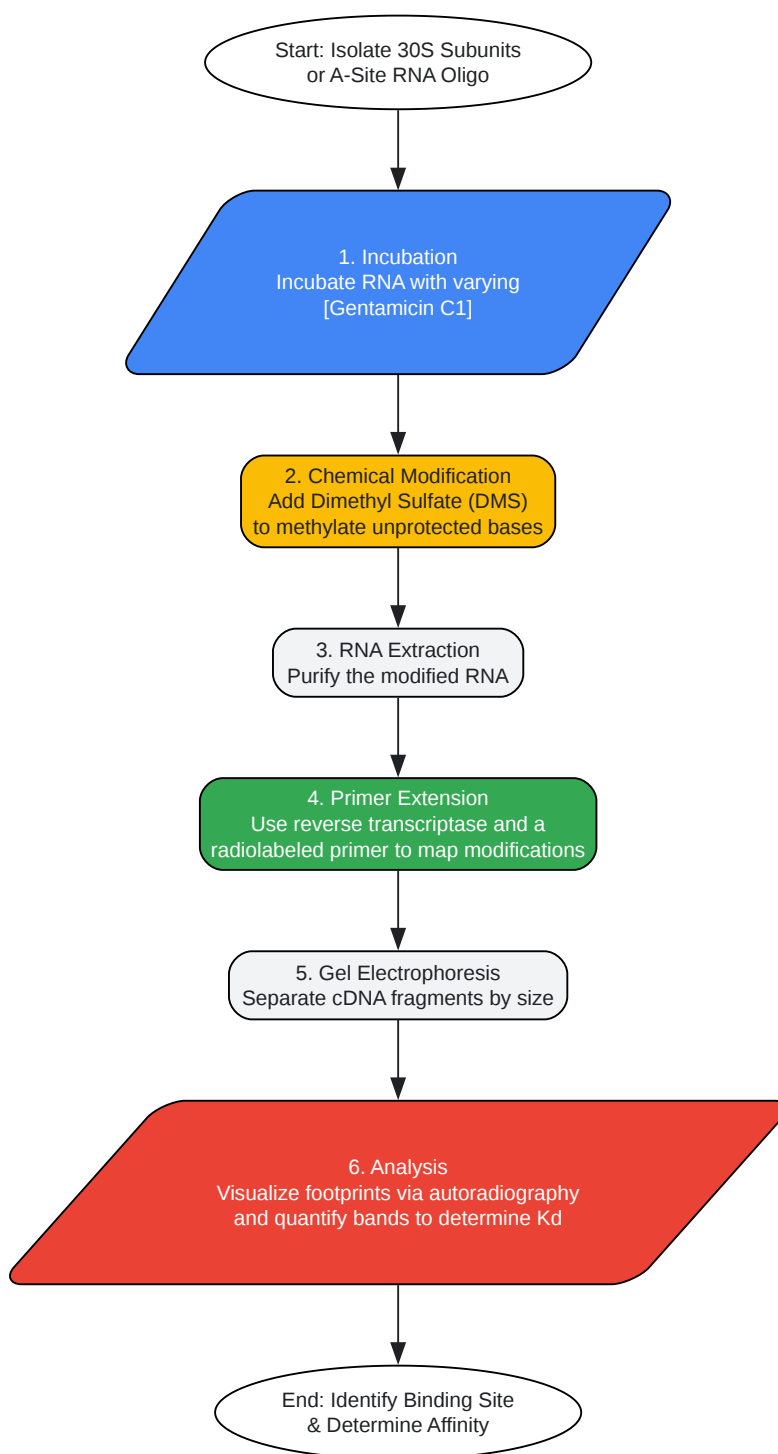 Start: Isolate 30S Subunits
or A-Site RNA Oligo
1. Incubation
Incubate RNA with varying
[Gentamicin C1]
2. Chemical Modification
Add Dimethyl Sulfate (DMS)
to methylate unprotected bases
3. RNA Extraction
Purify the modified RNA
4. Primer Extension
Use reverse transcriptase and a
radiolabeled primer to map modifications
5. Gel Electrophoresis
Separate cDNA fragments by size
6. Analysis
Visualize footprints via autoradiography
and quantify bands to determine Kd
End: Identify Binding Site
& Determine Affinity